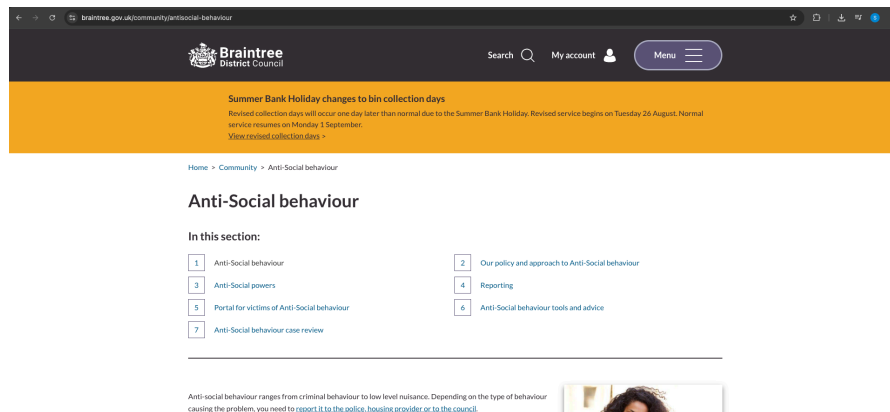 braintree.gov.uk/community/antisocial-behaviour
Braintree
District Council
Search
My account
Menu
Summer Bank Holiday changes to bin collection days
Revised collection days will occur one day later than normal due to the Summer Bank Holiday. Revised service begins on Tuesday 26 August. Normal
service resumes on Monday 1 September.
View revised collection days >
Home > Community > Anti-Social behaviour
Anti-Social behaviour
In this section:
1 Anti-Social behaviour
2 Our policy and approach to Anti-Social behaviour
3 Anti-Social powers
4 Reporting
5 Portal for victims of Anti-Social behaviour
6 Anti-Social behaviour tools and advice
7 Anti-Social behaviour case review
Anti-social behaviour ranges from criminal behaviour to low level nuisance. Depending on the type of behaviour
causing the problem, you need to report it to the police, housing provider or to the council.